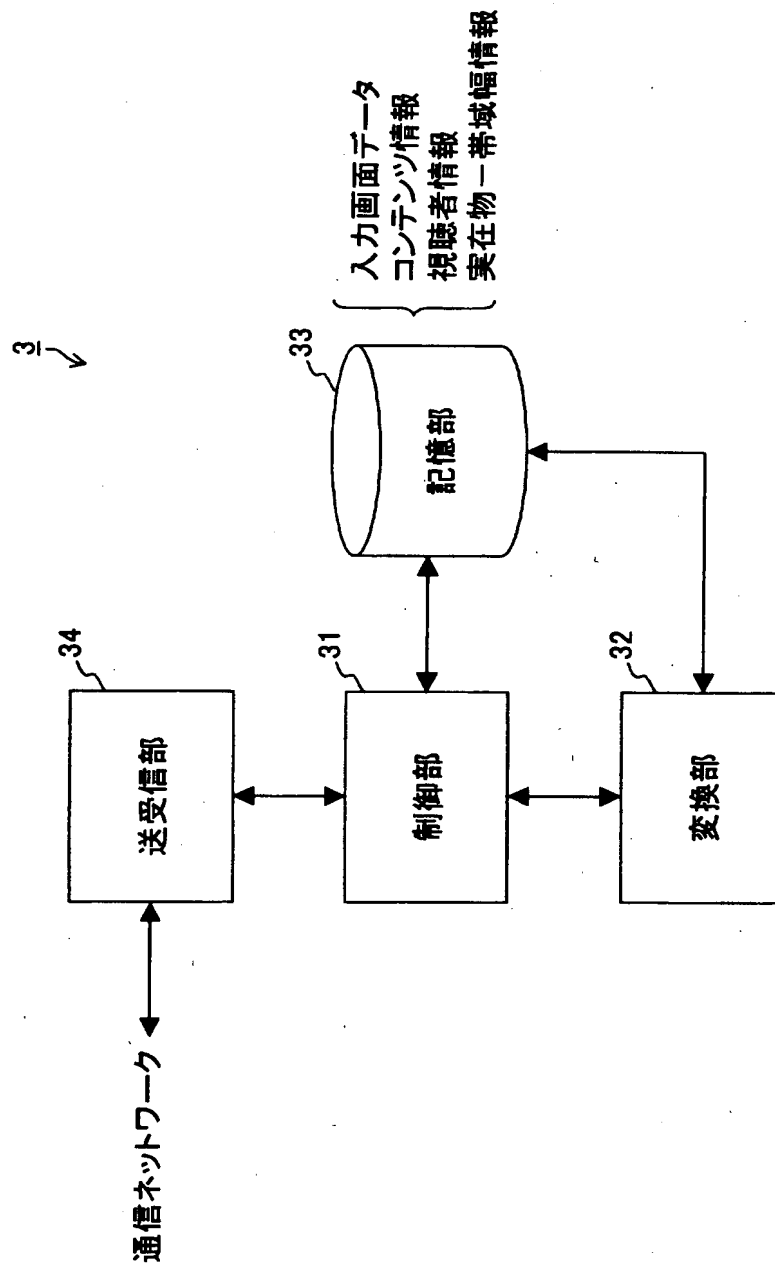 3
通信ネットワーク
34
送受信部
31
制御部
32
変換部
33
記憶部
入力画面データ
コンテンツ情報
視聴者情報
実在物－帯域幅情報